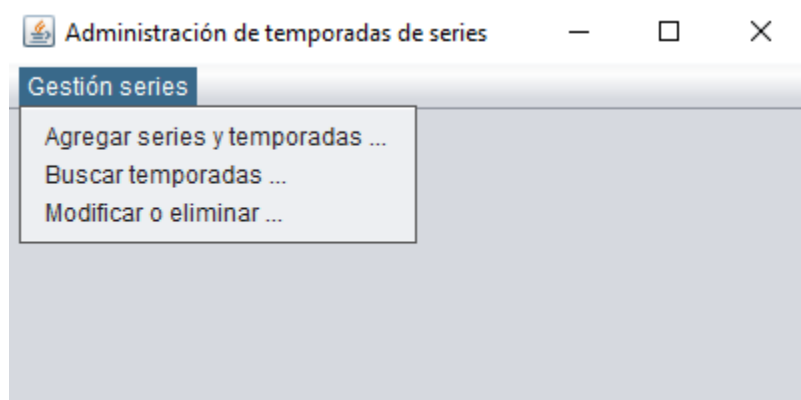 Administración de temporadas de series
Gestión series
Agregar series y temporadas ...
Buscar temporadas ...
Modificar o eliminar ...